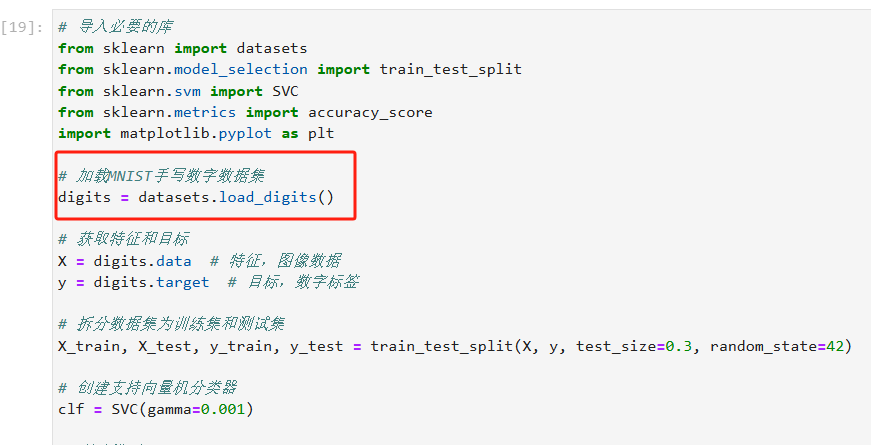 [19]:
# 导入必要的库
from sklearn import datasets
from sklearn.model_selection import train_test_split
from sklearn.svm import SVC
from sklearn.metrics import accuracy_score
import matplotlib.pyplot as plt
# 加载MNIST手写数字数据集
digits = datasets.load_digits()
# 获取特征和目标
X = digits.data  # 特征，图像数据
y = digits.target  # 目标，数字标签
# 拆分数据集为训练集和测试集
X_train, X_test, y_train, y_test = train_test_split(X, y, test_size=0.3, random_state=42)
# 创建支持向量机分类器
clf = SVC(gamma=0.001)